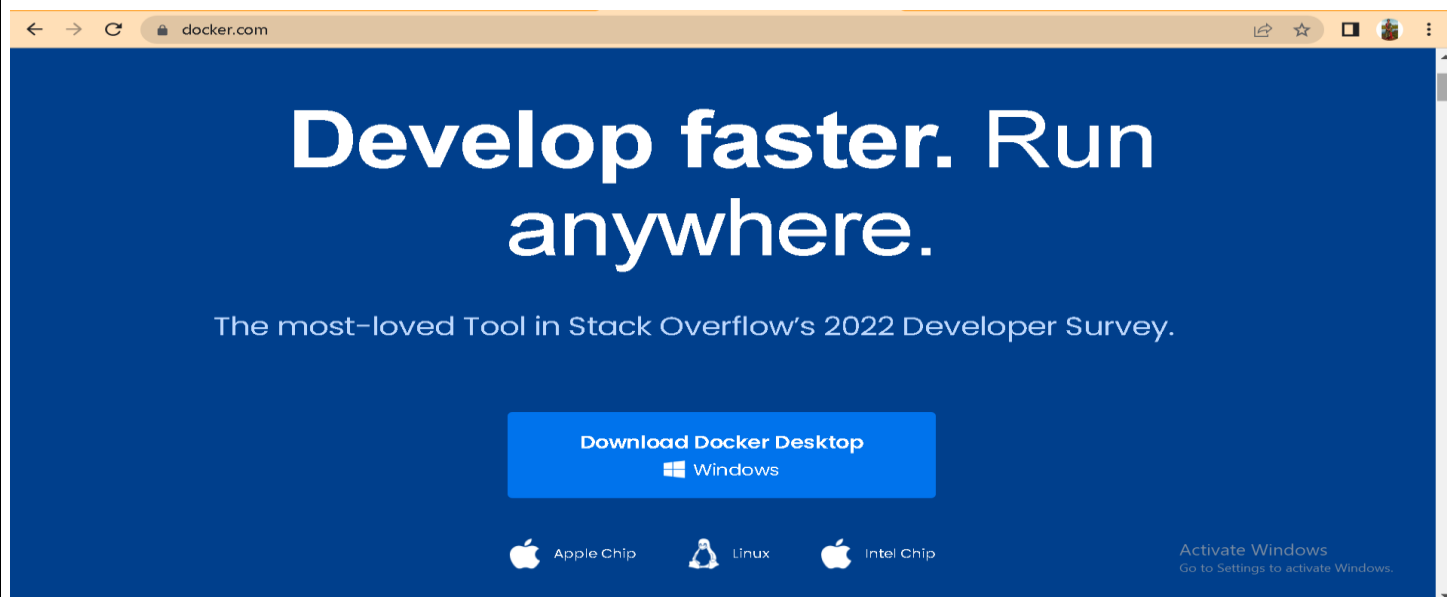 docker.com
Develop faster. Run
anywhere.
The most-loved Tool in Stack Overflow's 2022 Developer Survey.
Download Docker Desktop
Windows
Apple Chip
Linux
Intel Chip
Activate Windows
Go to Settings to activate Windows.